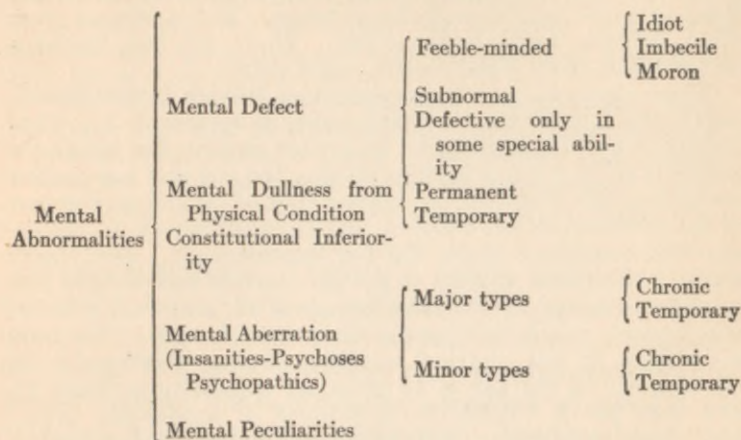 Mental
Abnormalities
Mental Defect
Feeble-minded
Idiot
Imbecile
Moron
Subnormal
Defective only in
some special abil-
ity
Mental Dullness from
Physical Condition
Permanent
Temporary
Constitutional Inferior-
ity
Mental Aberration
(Insanities-Psychoses
Psychopathics)
Major types
Chronic
Temporary
Minor types
Chronic
Temporary
Mental Peculiarities